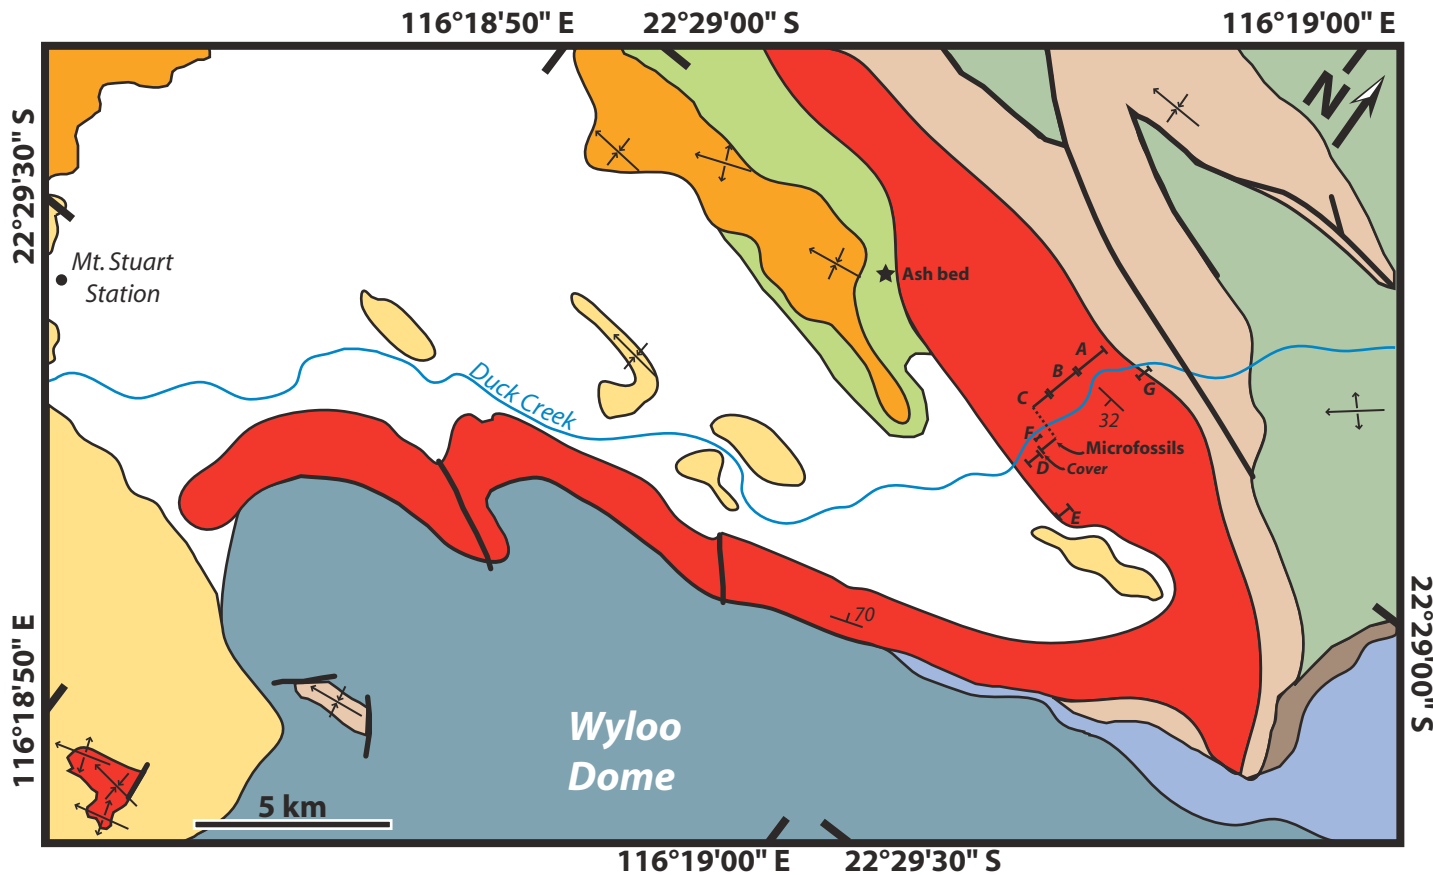 116°18'50" E
22°29'00" S
116°19'00" E
N
22°29'30" S
Mt. Stuart
Station
Ash bed
Duck Creek
A
B
C
G
32
F
Microfossils
D
Cover
E
70
Wyloo
Dome
5 km
116°18'50" E
22°29'00" S
116°19'00" E
22°29'30" S